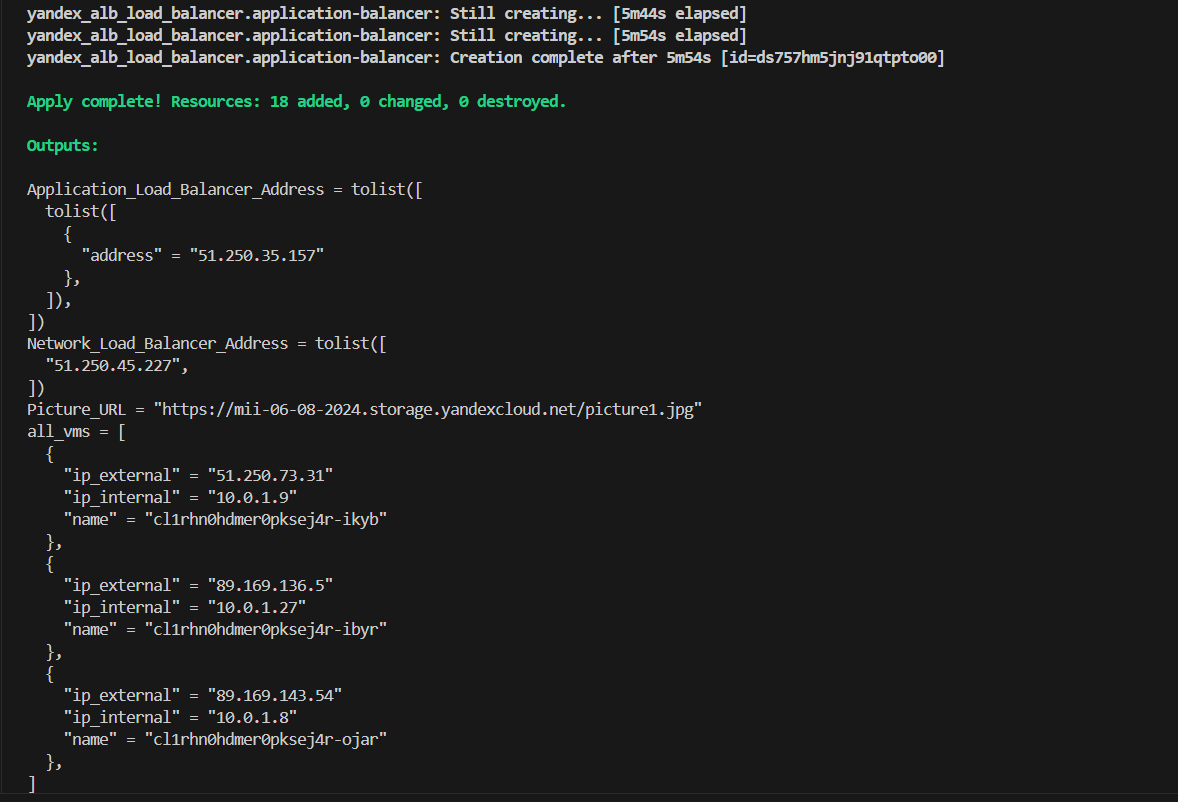 yandex_alb_load_balancer.application-balancer: Still creating... [5m44s elapsed]
yandex_alb_load_balancer.application-balancer: Still creating... [5m54s elapsed]
yandex_alb_load_balancer.application-balancer: Creation complete after 5m54s [id=ds757hm5jnj91qtpto00]
Apply complete! Resources: 18 added, 0 changed, 0 destroyed.
Outputs:
Application_Load_Balancer_Address = tolist([
  tolist([
    {
      "address" = "51.250.35.157"
    },
  ]),
])
Network_Load_Balancer_Address = tolist([
  "51.250.45.227",
])
Picture_URL = "https://mii-06-08-2024.storage.yandexcloud.net/picture1.jpg"
all_vms = [
  {
    "ip_external" = "51.250.73.31"
    "ip_internal" = "10.0.1.9"
    "name" = "cl1rhn0hdmer0pksej4r-ikyb"
  },
  {
    "ip_external" = "89.169.136.5"
    "ip_internal" = "10.0.1.27"
    "name" = "cl1rhn0hdmer0pksej4r-ibyr"
  },
  {
    "ip_external" = "89.169.143.54"
    "ip_internal" = "10.0.1.8"
    "name" = "cl1rhn0hdmer0pksej4r-ojar"
  },
]